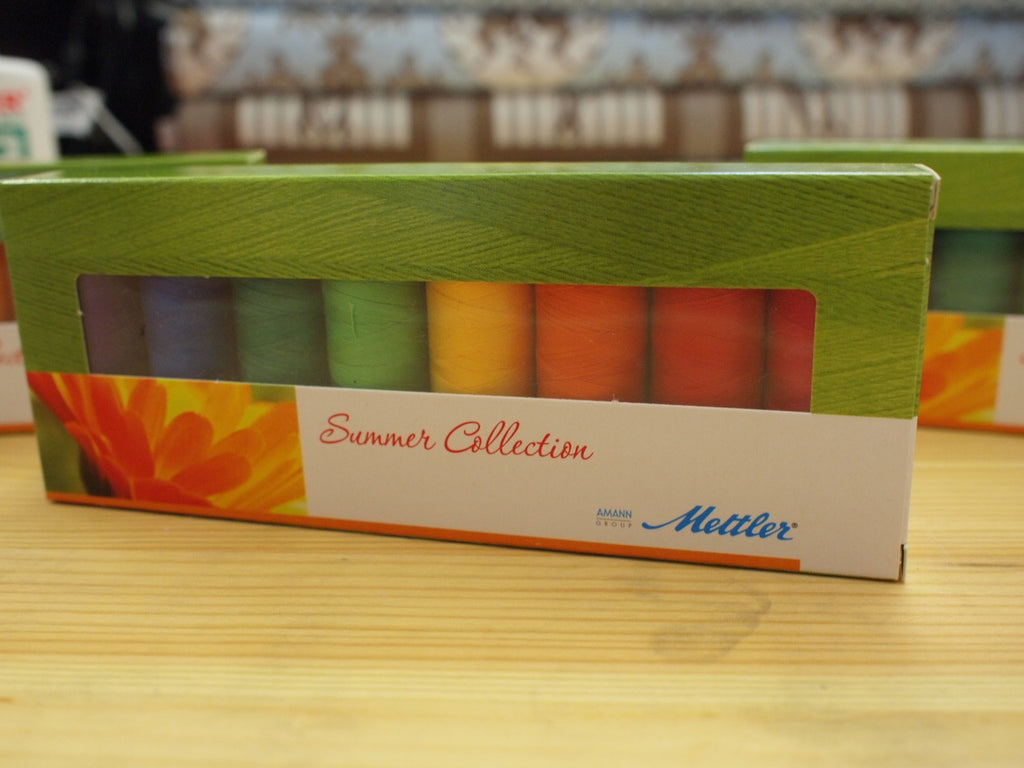 Summer Collection
AMANN
GROUP
Mettler®